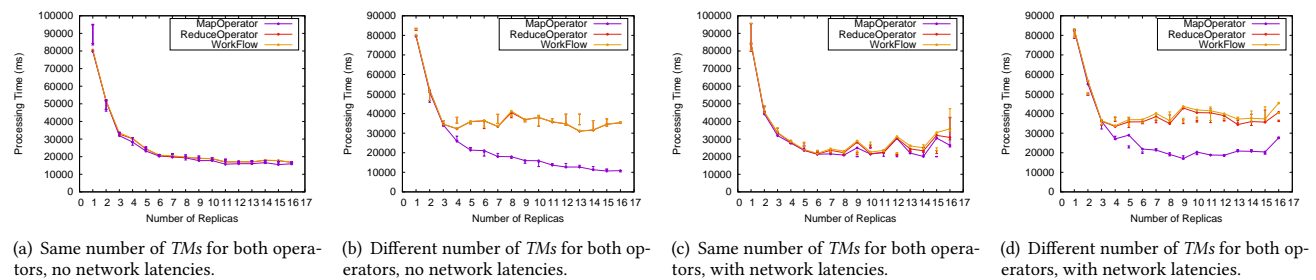 MapOperator
ReduceOperator
WorkFlow
100000
90000
80000
70000
60000
50000
40000
30000
20000
10000
0
Processing Time (ms)
0 1 2 3 4 5 6 7 8 9 10 11 12 13 14 15 16 17
Number of Replicas
(a) Same number of TMs for both opera-
tors, no network latencies.
MapOperator
ReduceOperator
WorkFlow
90000
80000
70000
60000
50000
40000
30000
20000
10000
0
Processing Time (ms)
0 1 2 3 4 5 6 7 8 9 10 11 12 13 14 15 16 17
Number of Replicas
(b) Different number of TMs for both op-
erators, no network latencies.
MapOperator
ReduceOperator
WorkFlow
100000
90000
80000
70000
60000
50000
40000
30000
20000
10000
0
Processing Time (ms)
0 1 2 3 4 5 6 7 8 9 10 11 12 13 14 15 16 17
Number of Replicas
(c) Same number of TMs for both opera-
tors, with network latencies.
MapOperator
ReduceOperator
WorkFlow
90000
80000
70000
60000
50000
40000
30000
20000
10000
0
Processing Time (ms)
0 1 2 3 4 5 6 7 8 9 10 11 12 13 14 15 16 17
Number of Replicas
(d) Different number of TMs for both op-
erators, with network latencies.